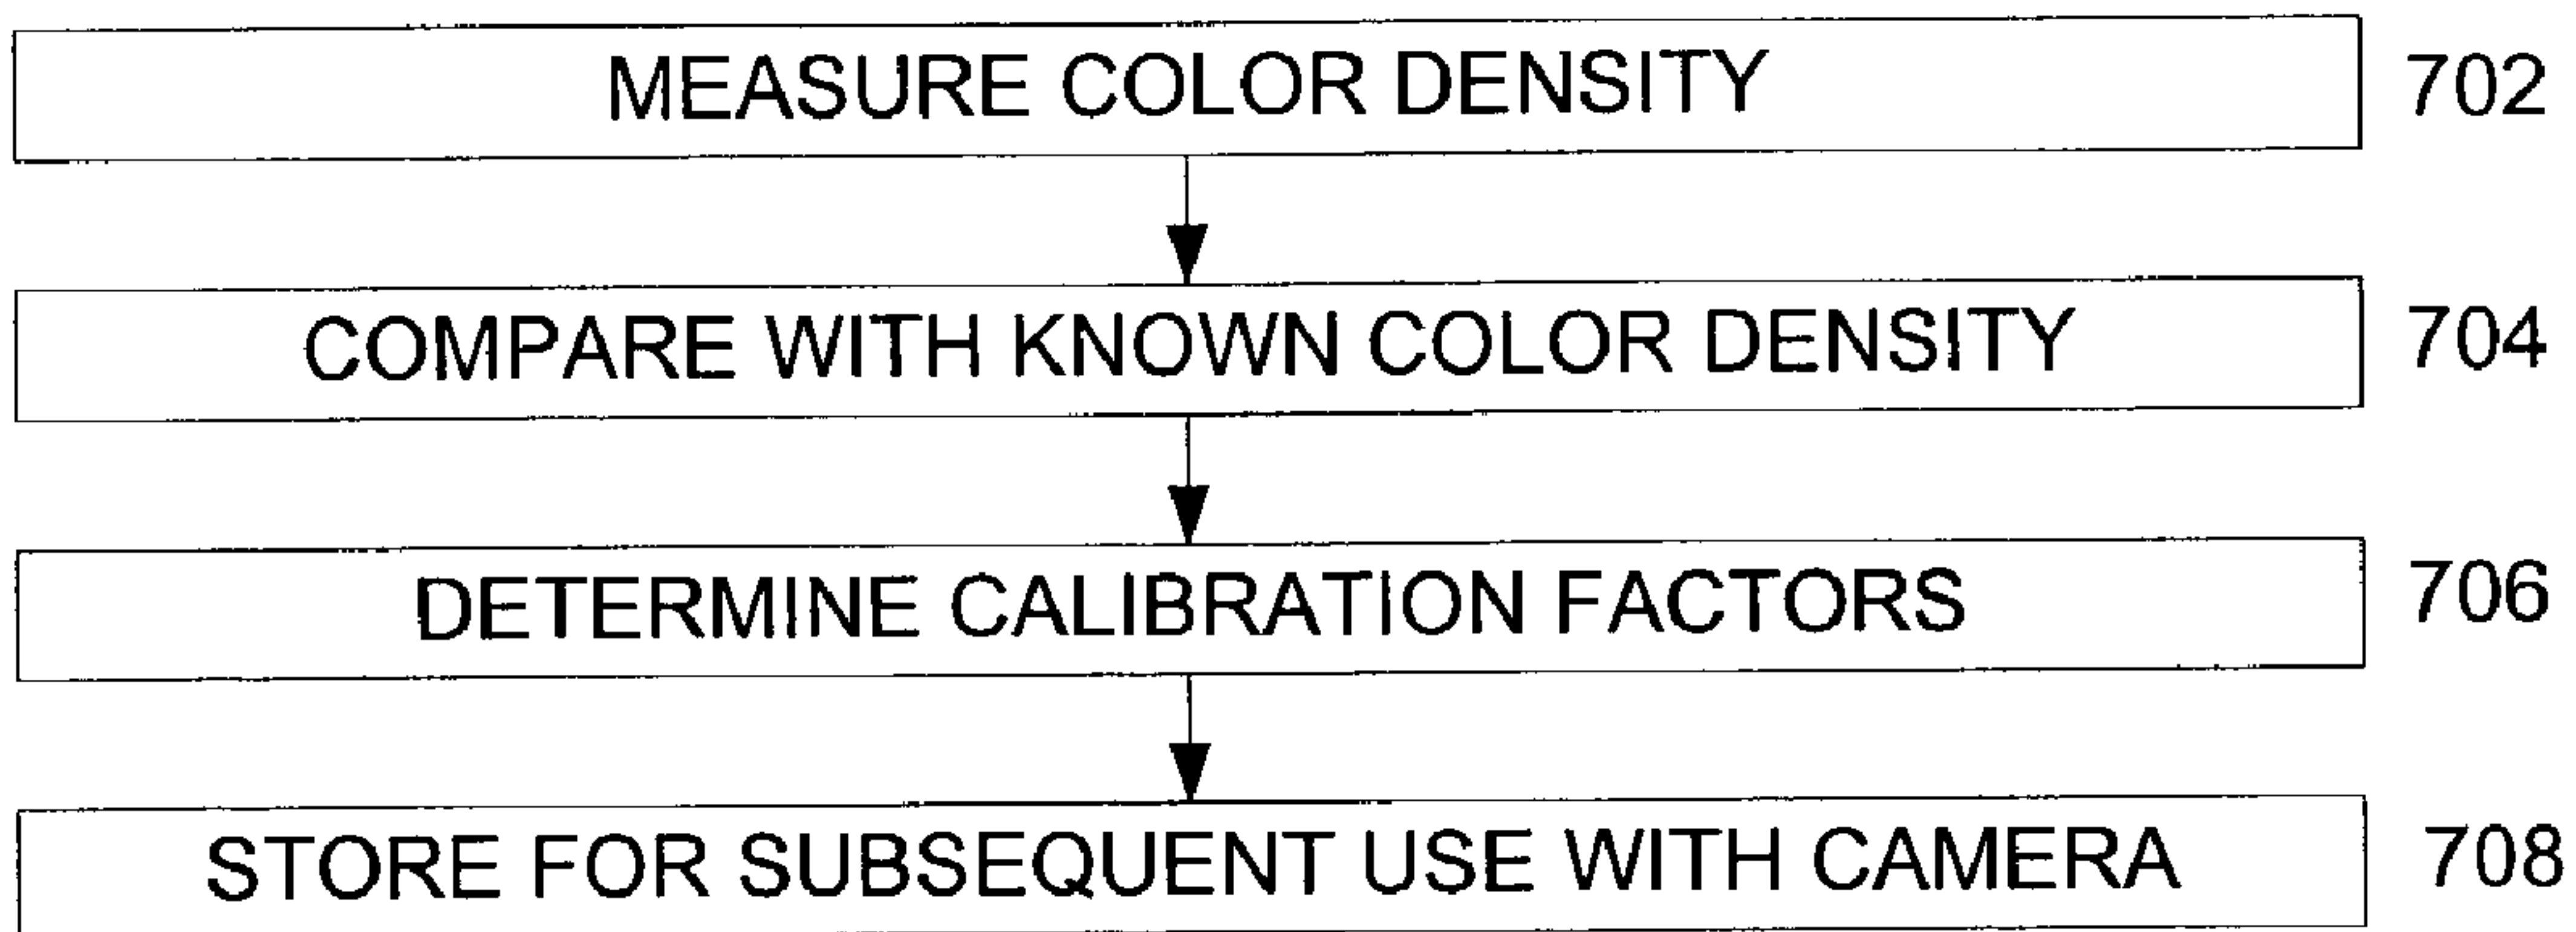 MEASURE COLOR DENSITY 702
COMPARE WITH KNOWN COLOR DENSITY 704
DETERMINE CALIBRATION FACTORS 706
STORE FOR SUBSEQUENT USE WITH CAMERA 708